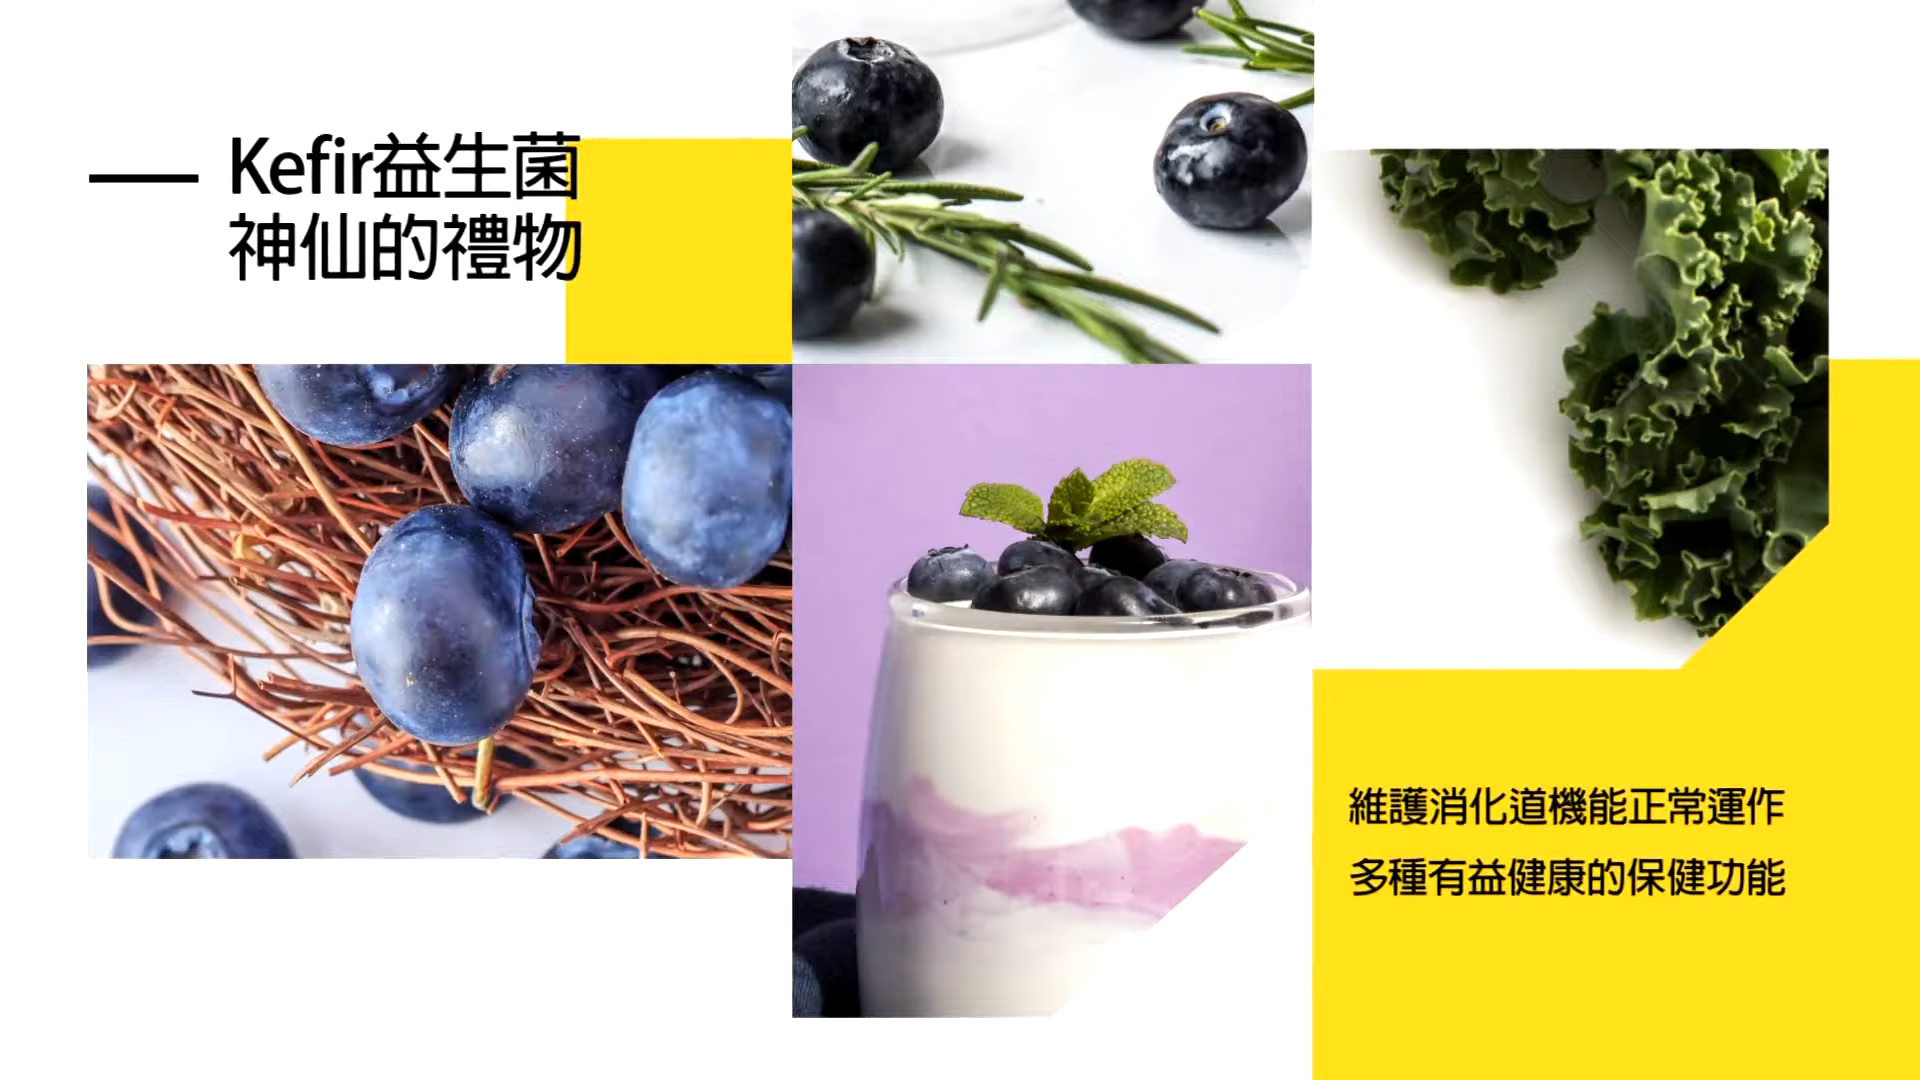 Kefir益生菌
神仙的禮物
維護消化道機能正常運作
多種有益健康的保健功能